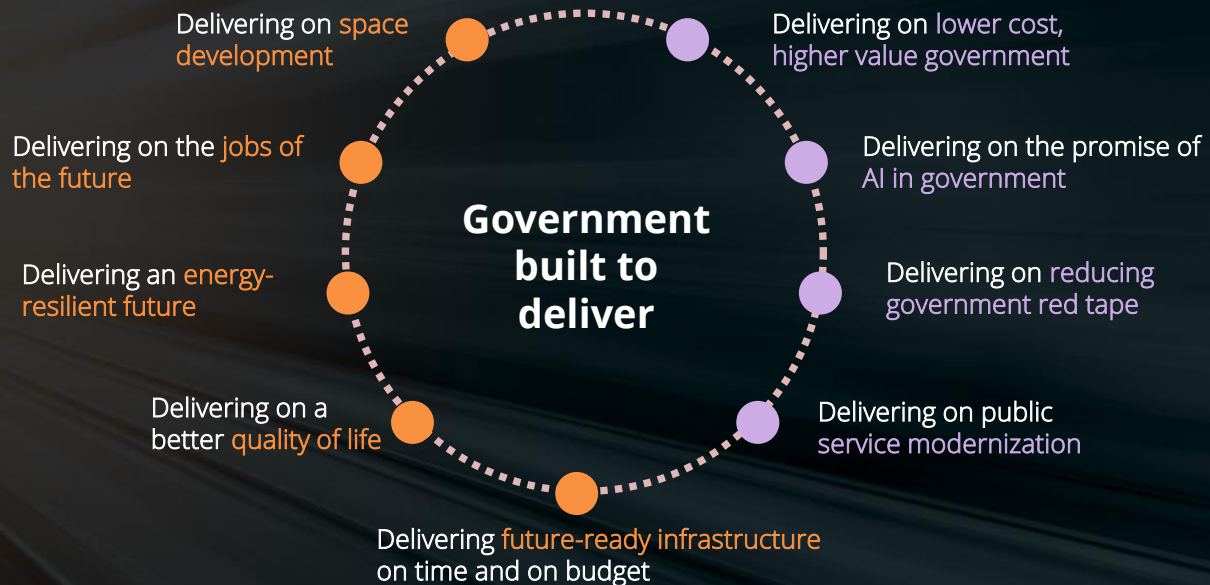 Delivering on space
development
Delivering on lower cost,
higher value government
Delivering on the jobs of
the future
Delivering on the promise of
AI in government
Government
built to
deliver
Delivering an energy-
resilient future
Delivering on reducing
government red tape
Delivering on a
better quality of life
Delivering on public
service modernization
Delivering future-ready infrastructure
on time and on budget